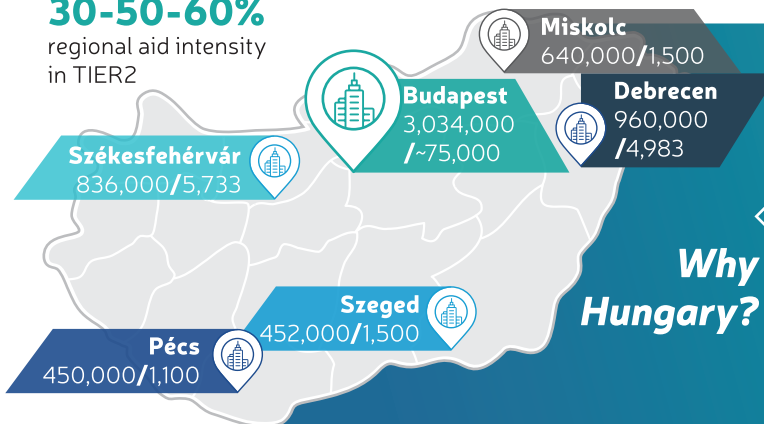 30-50-60%
regional aid intensity
in TIER2
Miskolc
640,000/1,500
Budapest
3,034,000
/~75,000
Debrecen
960,000
/4,983
Székesfehérvár
836,000/5,733
Why
Hungary?
Szeged
452,000/1,500
Pécs
450,000/1,100